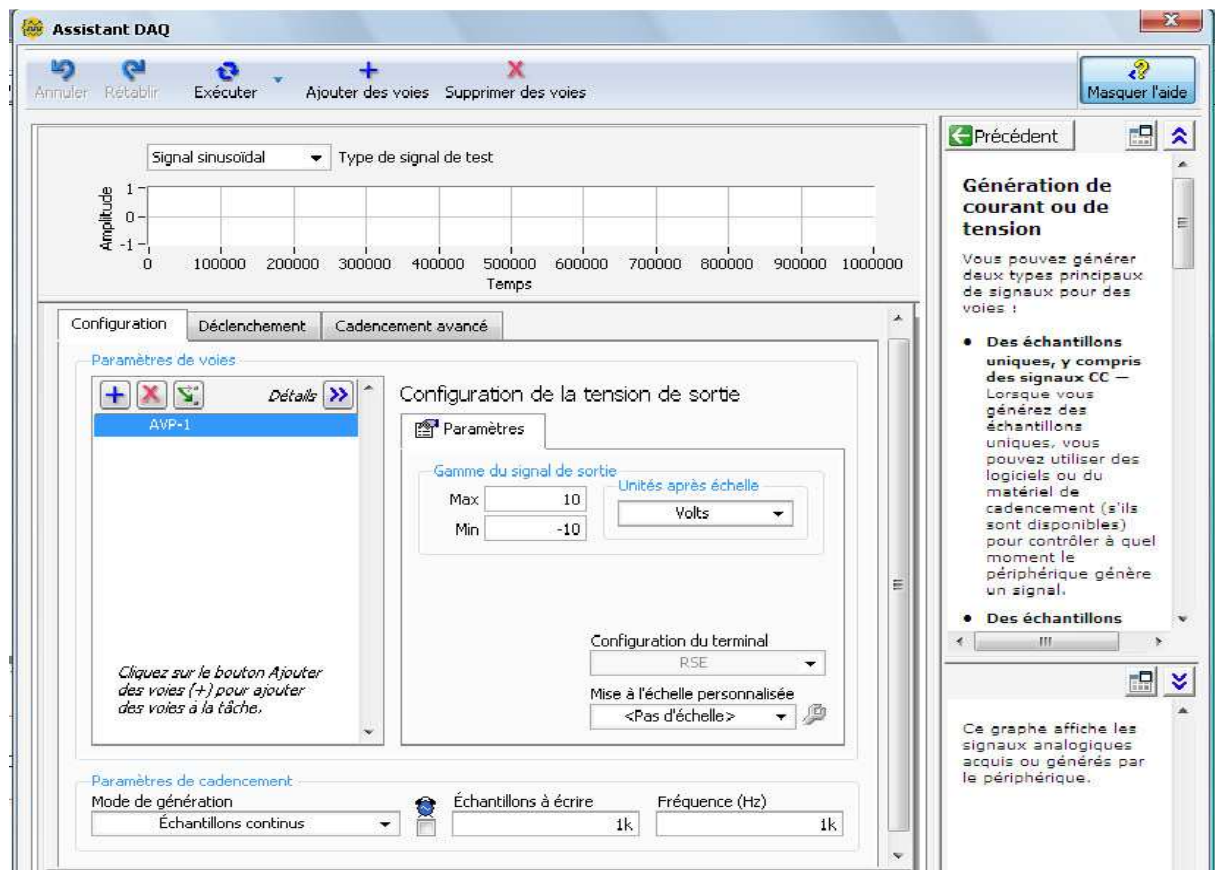 Assistant DAQ
Annuler Rétablir Exécuter Ajouter des voies Supprimer des voies Masquer l'aide
Signal sinusoïdal Type de signal de test
Amplitude
1
0
-1
0 100000 200000 300000 400000 500000 600000 700000 800000 900000 1000000
Temps
Configuration Déclenchement Cadencement avancé
Paramètres de voies
Détails
AVP-1
Cliquez sur le bouton Ajouter
des voies (+) pour ajouter
des voies à la tâche.
Configuration de la tension de sortie
Paramètres
Gamme du signal de sortie
Max 10
Min -10
Unités après échelle
Volts
Configuration du terminal
RSE
Mise à l'échelle personnalisée
<Pas d'échelle>
Paramètres de cadencement
Mode de génération Échantillons à écrire Fréquence (Hz)
Échantillons continus 1k 1k
Précédent
Génération de
courant ou de
tension
Vous pouvez générer
deux types principaux
de signaux pour des
voies :
• Des échantillons
uniques, y compris
des signaux CC —
Lorsque vous
générez des
échantillons
uniques, vous
pouvez utiliser des
logiciels ou du
matériel de
cadencement (s'ils
sont disponibles)
pour contrôler à quel
moment le
périphérique génère
un signal.
• Des échantillons
Ce graphe affiche les
signaux analogiques
acquis ou générés par
le périphérique.